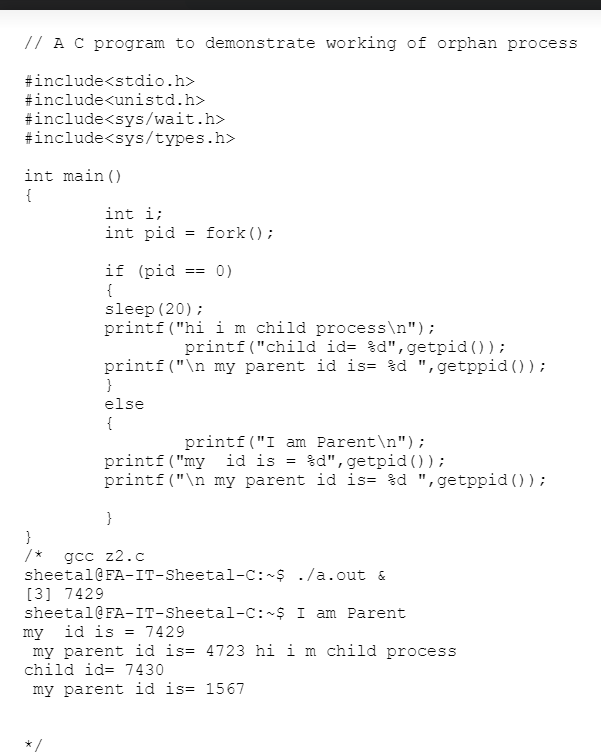 // A C program to demonstrate working of orphan process
#include<stdio.h>
#include<unistd.h>
#include<sys/wait.h>
#include<sys/types.h>
int main()
{
int i;
int pid = fork();
if (pid == 0)
{
sleep(20);
printf("hi i m child process\n");
printf("child id= %d",getpid());
printf("\n my parent id is= %d ",getppid());
}
else
{
printf("I am Parent\n");
printf("my  id is = %d",getpid());
printf("\n my parent id is= %d ",getppid());
}
}
/*  gcc z2.c
sheetal@FA-IT-Sheetal-C:~$ ./a.out &
[3] 7429
sheetal@FA-IT-Sheetal-C:~$ I am Parent
my  id is = 7429
my parent id is= 4723 hi i m child process
child id= 7430
my parent id is= 1567
*/